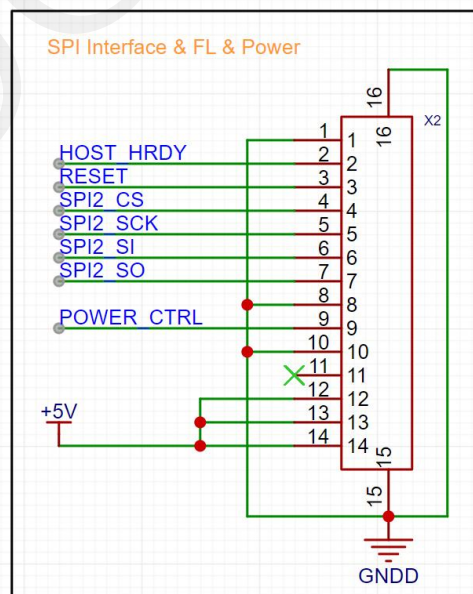 SPI Interface & FL & Power
16
X2
16
1
1
HOST_HRDY
2
2
RESET
3
3
SPI2_CS
4
4
SPI2_SCK
5
5
SPI2_SI
6
6
SPI2_SO
7
7
8
8
POWER_CTRL
9
9
10
10
11
11
12
12
+5V
13
13
14
14
15
15
GNDD